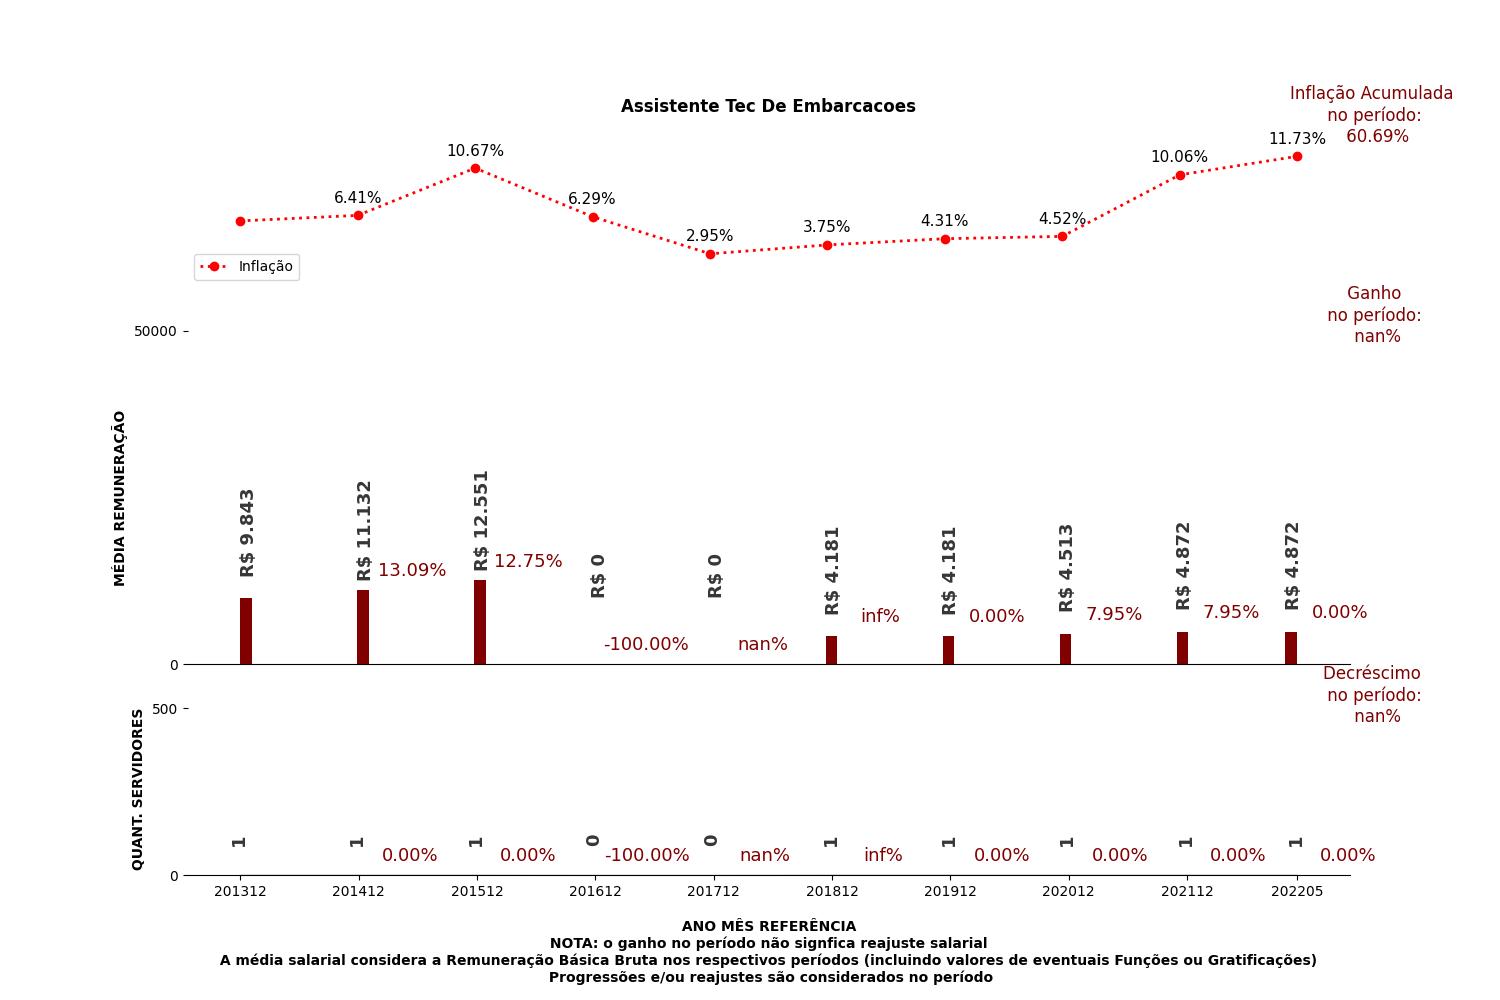 Assistente Tec De Embarcacoes
Inflação Acumulada
no período:
60.69%
6.41%
10.67%
6.29%
2.95%
3.75%
4.31%
4.52%
10.06%
11.73%
Inflação
Ganho
no período:
nan%
50000
0
MÉDIA REMUNERAÇÃO
R$ 9.843
R$ 11.132
R$ 12.551
R$ 0
R$ 0
R$ 4.181
R$ 4.181
R$ 4.513
R$ 4.872
R$ 4.872
13.09%
12.75%
-100.00%
nan%
inf%
0.00%
7.95%
7.95%
0.00%
Decréscimo
no período:
nan%
500
0
QUANT. SERVIDORES
1
1
1
0
0
1
1
1
1
1
0.00%
0.00%
-100.00%
nan%
inf%
0.00%
0.00%
0.00%
0.00%
201312
201412
201512
201612
201712
201812
201912
202012
202112
202205
ANO MÊS REFERÊNCIA
NOTA: o ganho no período não signfica reajuste salarial
A média salarial considera a Remuneração Básica Bruta nos respectivos períodos (incluindo valores de eventuais Funções ou Gratificações)
Progressões e/ou reajustes são considerados no período